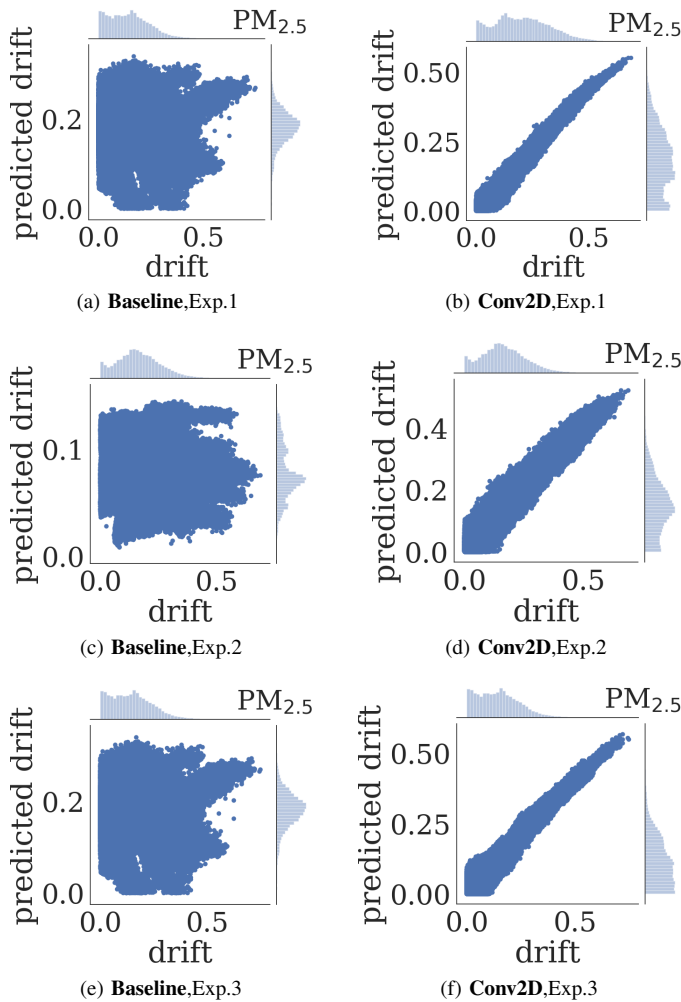 PM2.5
predicted drift
0.2
0.0
0.0 0.5
drift
(a) Baseline,Exp.1
PM2.5
predicted drift
0.50
0.25
0.00
0.0 0.5
drift
(b) Conv2D,Exp.1
PM2.5
predicted drift
0.1
0.0
0.0 0.5
drift
(c) Baseline,Exp.2
PM2.5
predicted drift
0.4
0.2
0.0
0.0 0.5
drift
(d) Conv2D,Exp.2
PM2.5
predicted drift
0.2
0.0
0.0 0.5
drift
(e) Baseline,Exp.3
PM2.5
predicted drift
0.50
0.25
0.00
0.0 0.5
drift
(f) Conv2D,Exp.3